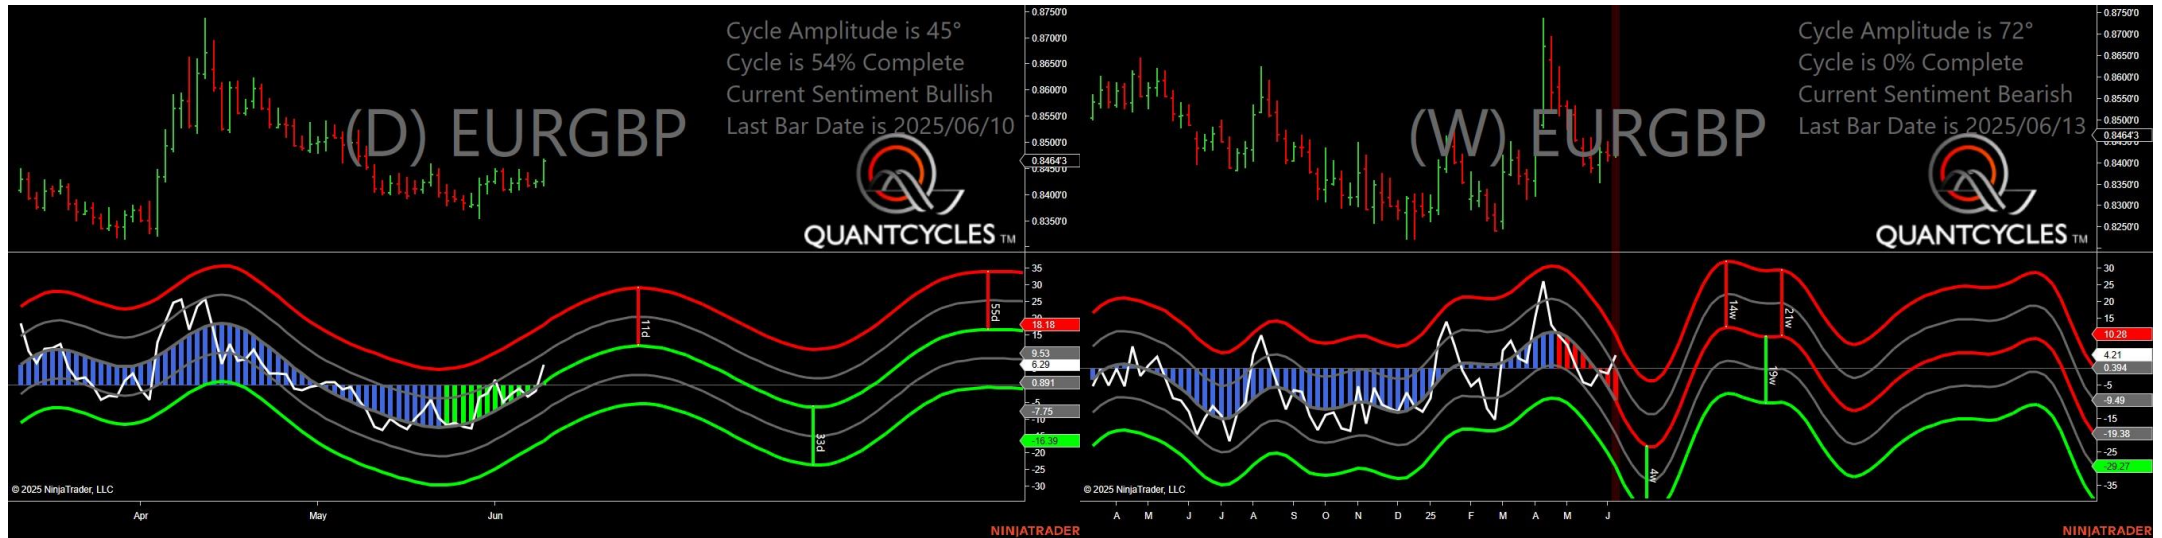 Cycle Amplitude is 45°
Cycle is 54% Complete
Current Sentiment Bullish
Last Bar Date is 2025/06/10
(D) EURGBP
QUANTCYCLES TM
0.8750'0
0.8700'0
0.8650'0
0.8600'0
0.8550'0
0.8500'0
0.8464'3
0.8450'0
0.8400'0
0.8350'0
11d
33d
55d
35
30
25
20
18.18
15
9.53
6.29
0.891
-5
-7.75
-10
-16.39
-20
-25
-30
© 2025 NinjaTrader, LLC
Apr
May
Jun
NINJATRADER
Cycle Amplitude is 72°
Cycle is 0% Complete
Current Sentiment Bearish
Last Bar Date is 2025/06/13
(W) EURGBP
QUANTCYCLES TM
0.8750'0
0.8700'0
0.8650'0
0.8600'0
0.8550'0
0.8500'0
0.8464'3
0.8400'0
0.8350'0
0.8300'0
0.8250'0
14w
21w
19w
4w
30
25
20
15
10.28
4.21
0.394
-5
-9.49
-15
-19.38
-25
-29.27
-35
© 2025 NinjaTrader, LLC
A M J J A S O N D 25 F M A M J
NINJATRADER